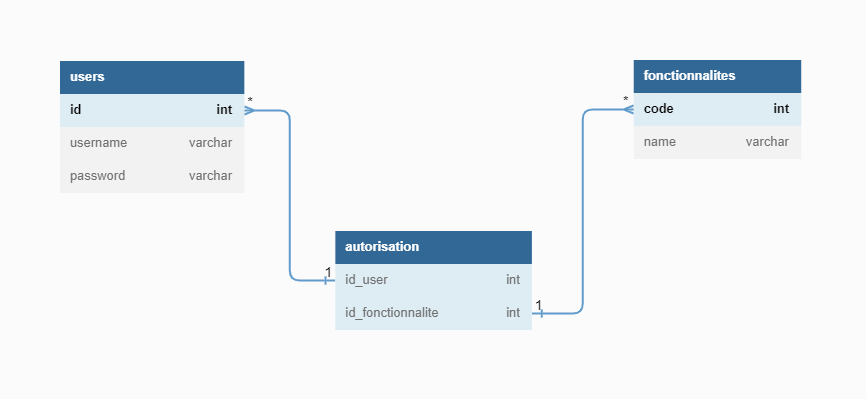 users
id int
username varchar
password varchar
*
fonctionnalites
code int
name varchar
*
autorisation
id_user int
id_fonctionnalite int
1
1